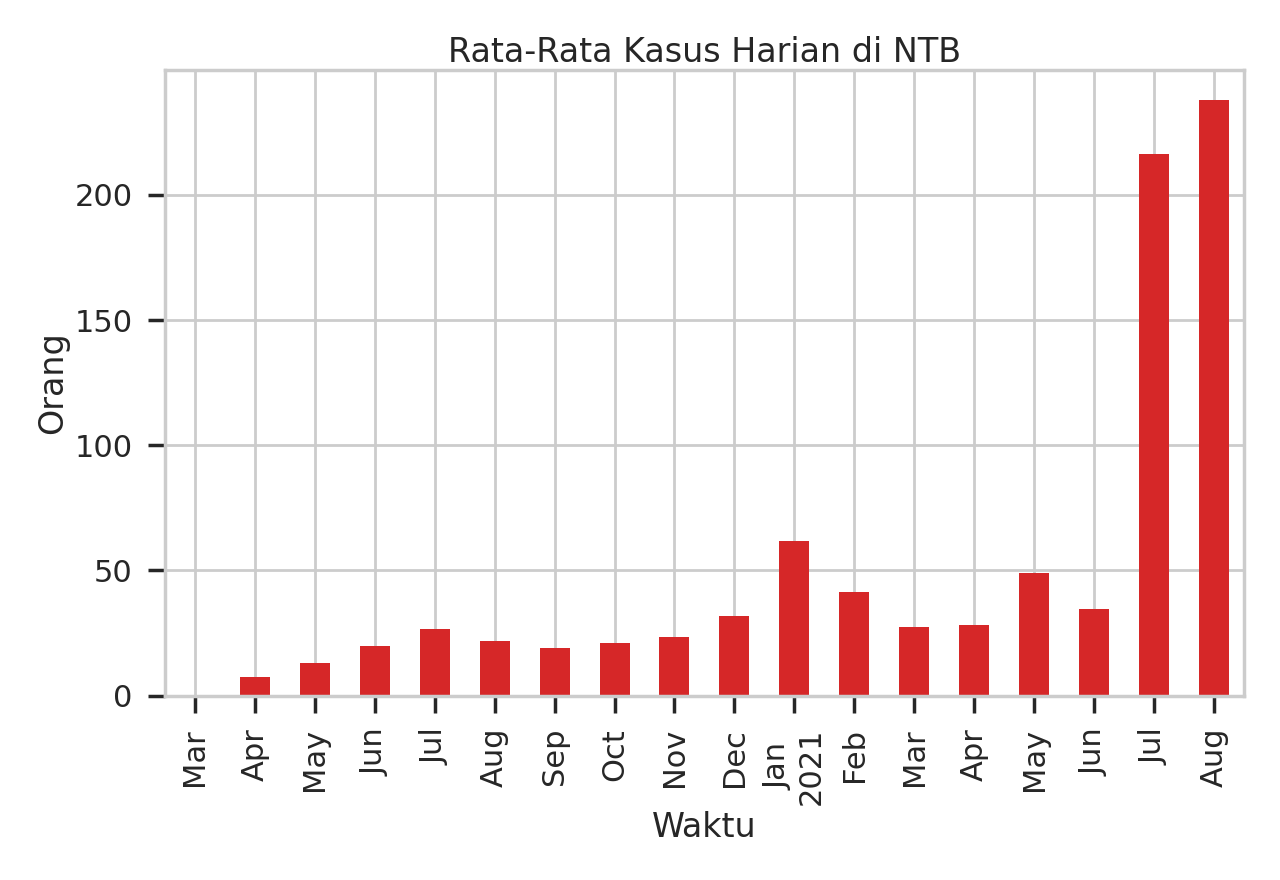 Rata-Rata Kasus Harian di NTB
200
150
100
50
0
Orang
Mar
Apr
May
Jun
Jul
Aug
Sep
Oct
Nov
Dec
Jan
2021
Feb
Mar
Apr
May
Jun
Jul
Aug
Waktu